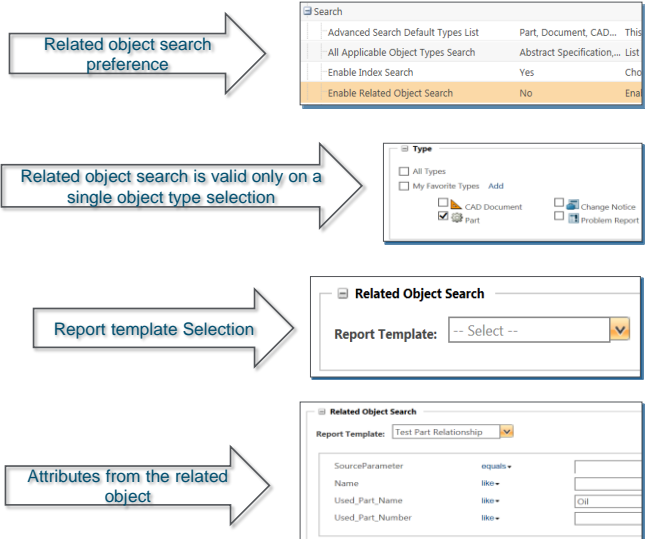 Related object search
preference
Search
Advanced Search Default Types List Part, Document, CAD... This
All Applicable Object Types Search Abstract Specification,... List
Enable Index Search Yes Cho
Enable Related Object Search No Enal
Related object search is valid only on a
single object type selection
Type
All Types
My Favorite Types Add
CAD Document Change Notice
Part Problem Report
Report template Selection
Related Object Search
Report Template: -- Select --
Attributes from the related
object
Related Object Search
Report Template: Test Part Relationship
SourceParameter equals
Name like
Used_Part_Name like Oil
Used_Part_Number like